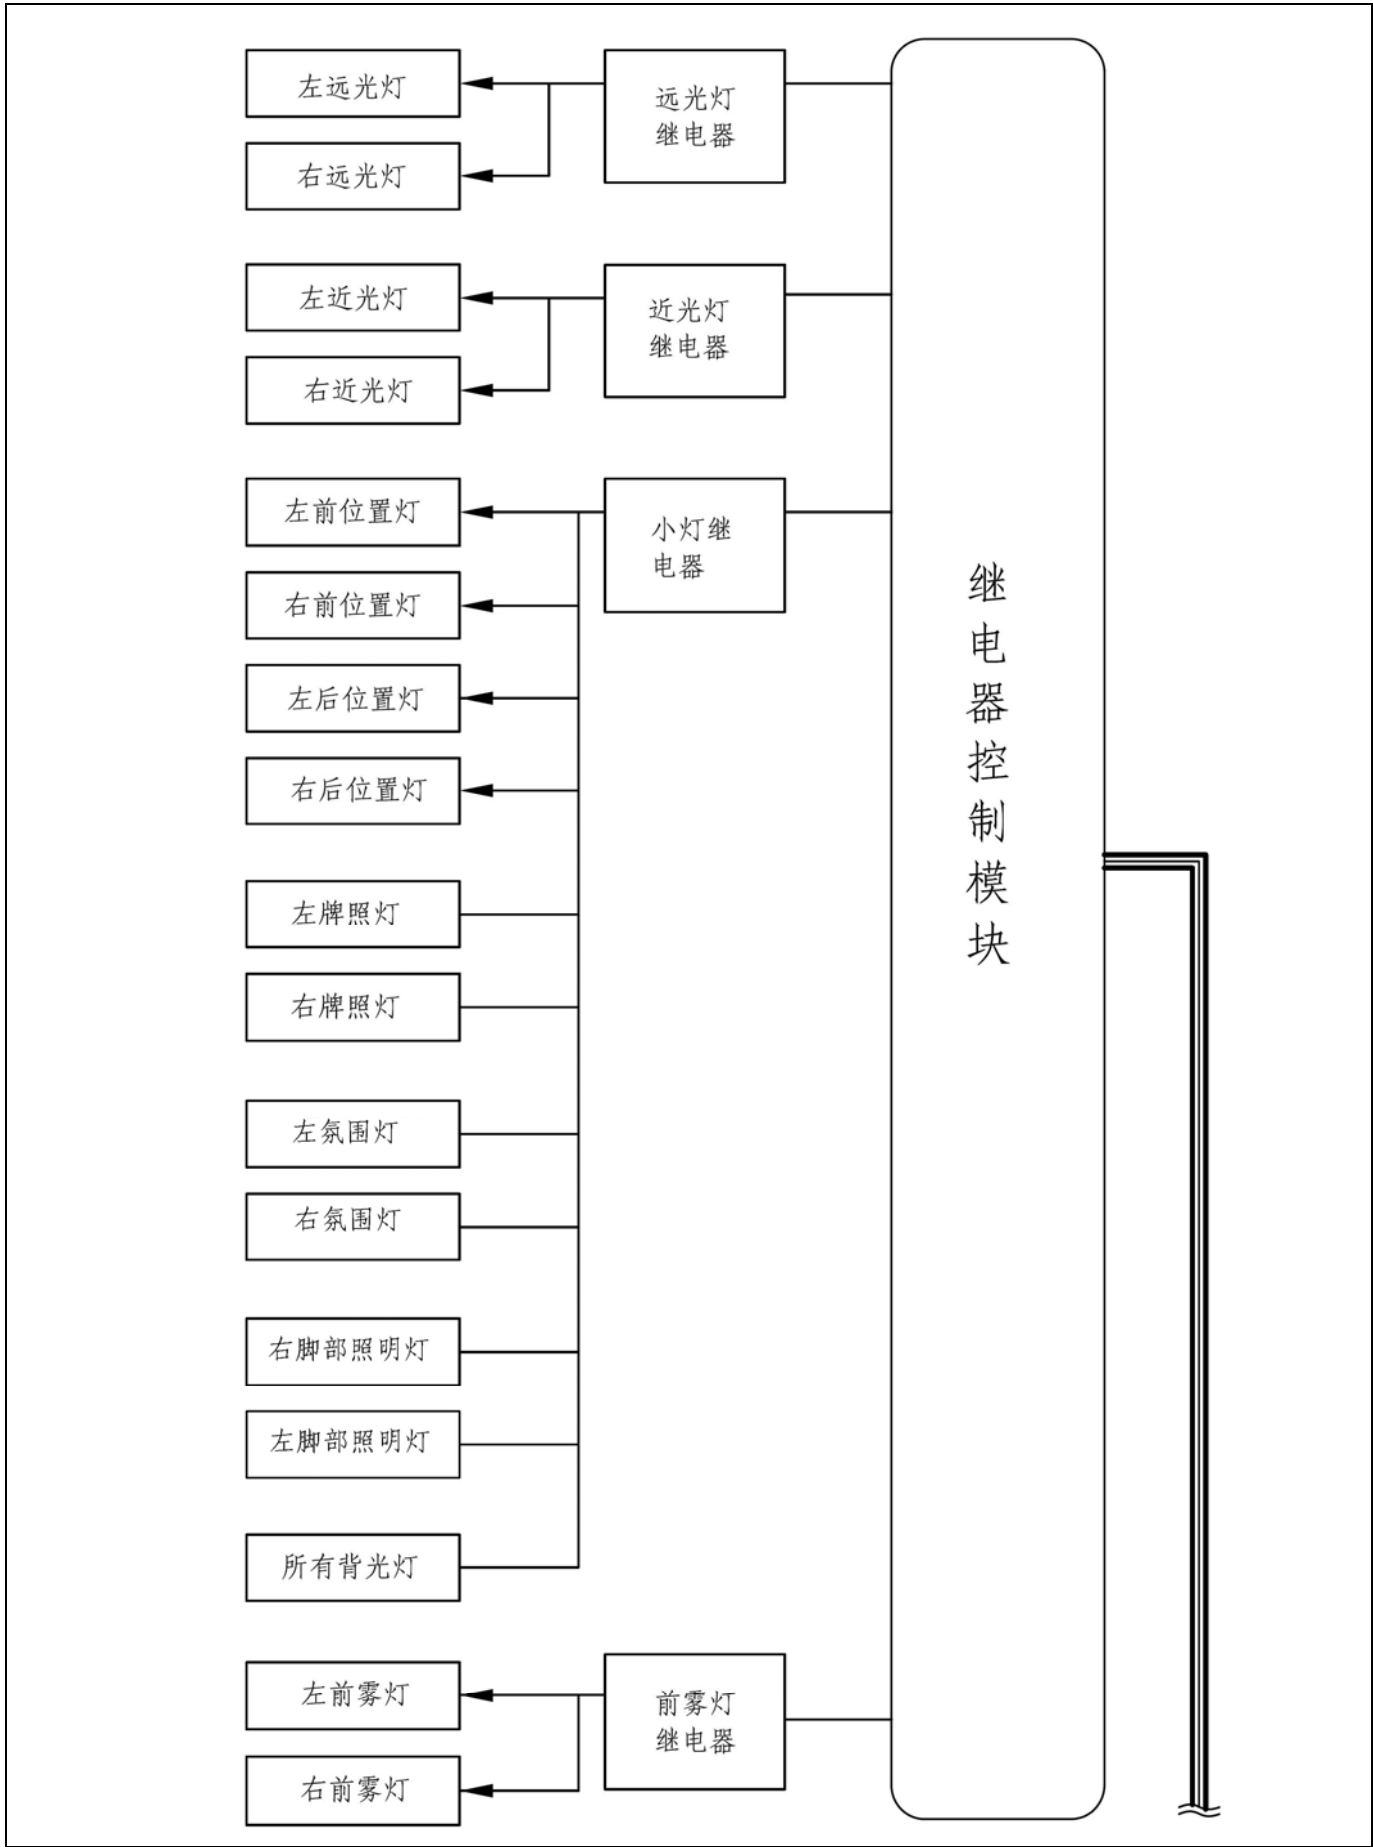 左远光灯
右远光灯
远光灯
继电器
左近光灯
右近光灯
近光灯
继电器
左前位置灯
右前位置灯
左后位置灯
右后位置灯
小灯继
电器
左牌照灯
右牌照灯
左氛围灯
右氛围灯
右脚部照明灯
左脚部照明灯
所有背光灯
左前雾灯
右前雾灯
前雾灯
继电器
继电器控制模块